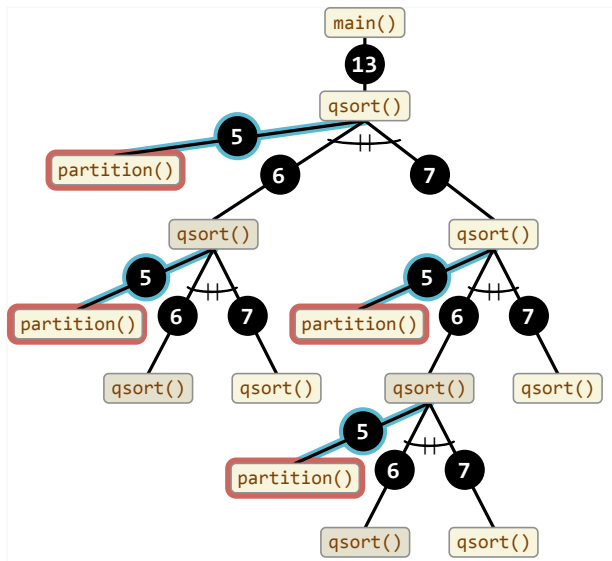 main()
13
qsort()
5
partition()
6
7
qsort()
qsort()
5
5
partition()
6
7
partition()
6
7
qsort()
qsort()
qsort()
qsort()
5
partition()
6
7
qsort()
qsort()